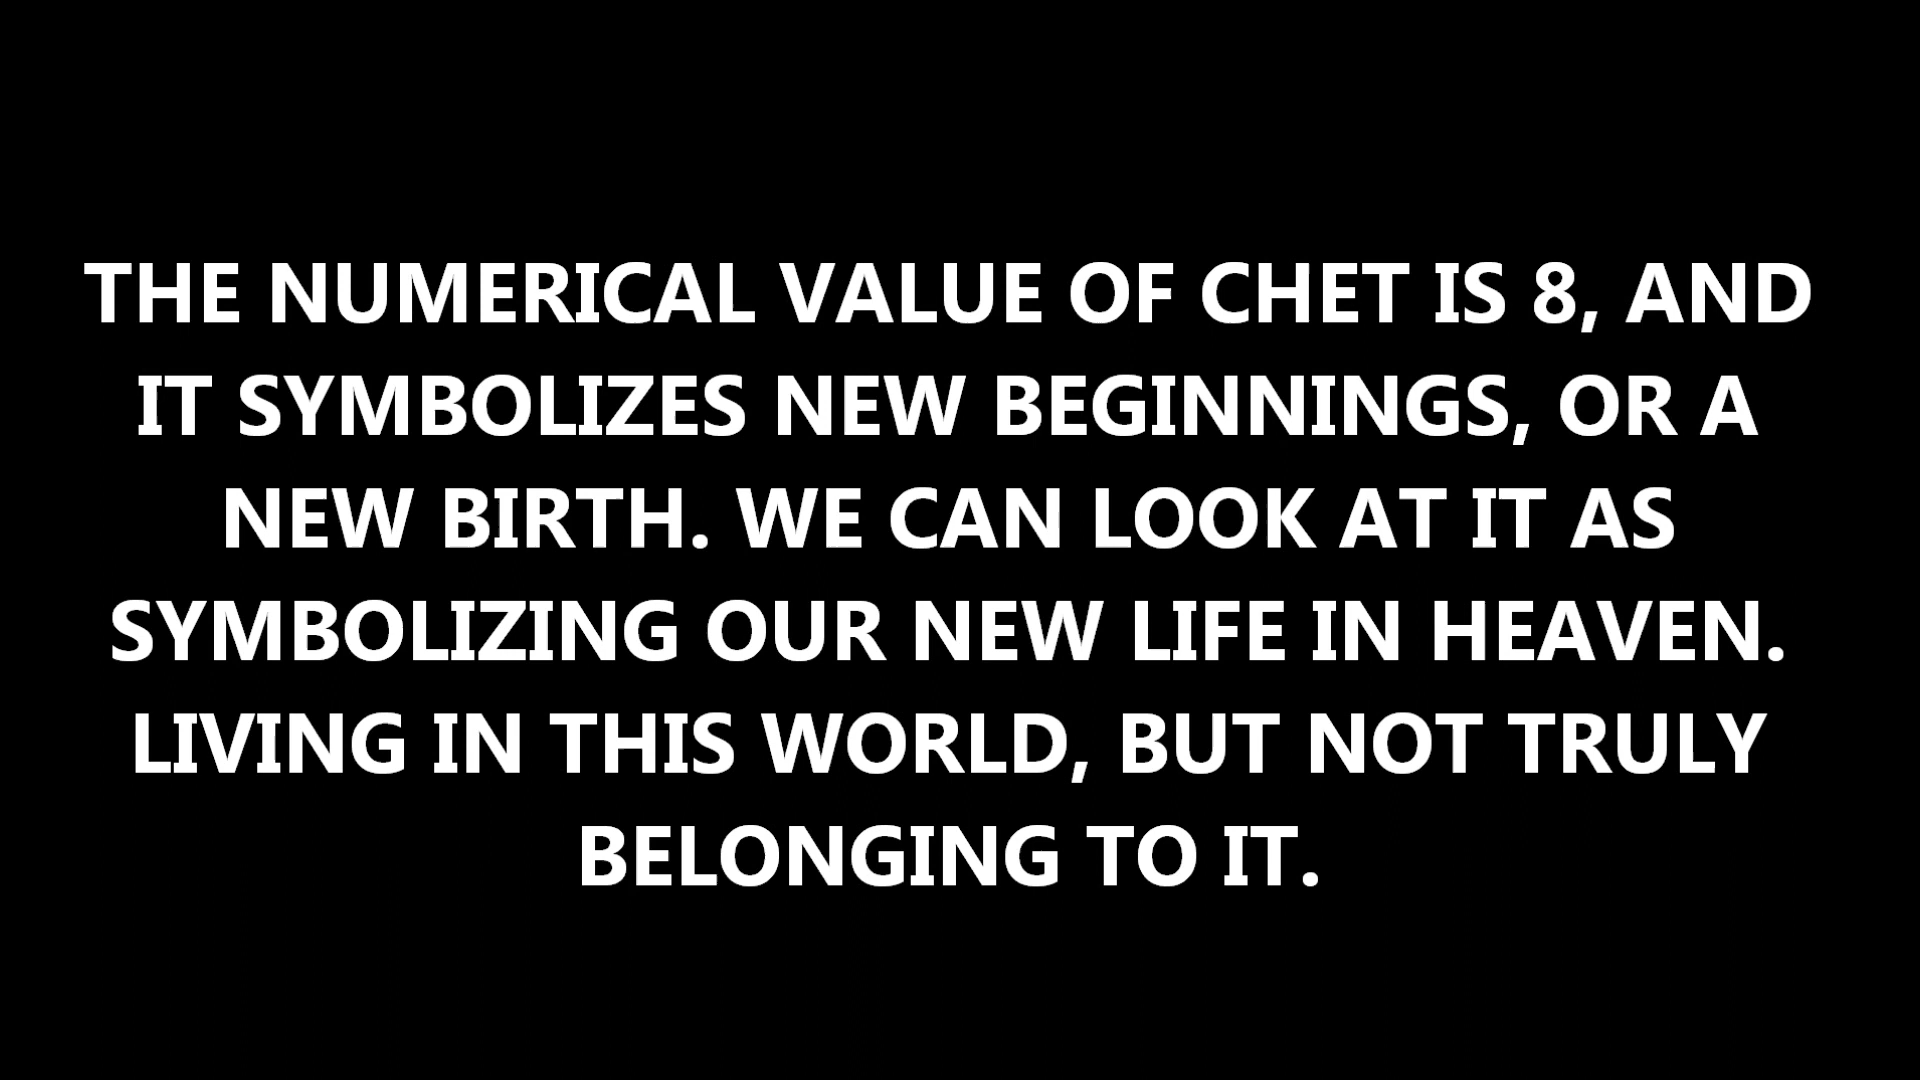 THE NUMERICAL VALUE OF CHET IS 8, AND
IT SYMBOLIZES NEW BEGINNINGS, OR A
NEW BIRTH. WE CAN LOOK AT IT AS
SYMBOLIZING OUR NEW LIFE IN HEAVEN.
LIVING IN THIS WORLD, BUT NOT TRULY
BELONGING TO IT.